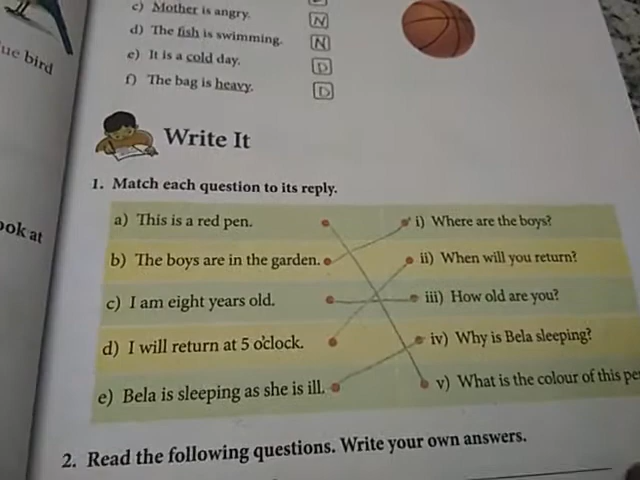 c) Mother is angry. N
d) The fish is swimming. N
e) It is a cold day. D
f) The bag is heavy. D
ue bird
ook at
Write It
1. Match each question to its reply.
a) This is a red pen. i) Where are the boys?
b) The boys are in the garden. ii) When will you return?
c) I am eight years old. iii) How old are you?
d) I will return at 5 o'clock. iv) Why is Bela sleeping?
e) Bela is sleeping as she is ill. v) What is the colour of this pe
2. Read the following questions. Write your own answers.